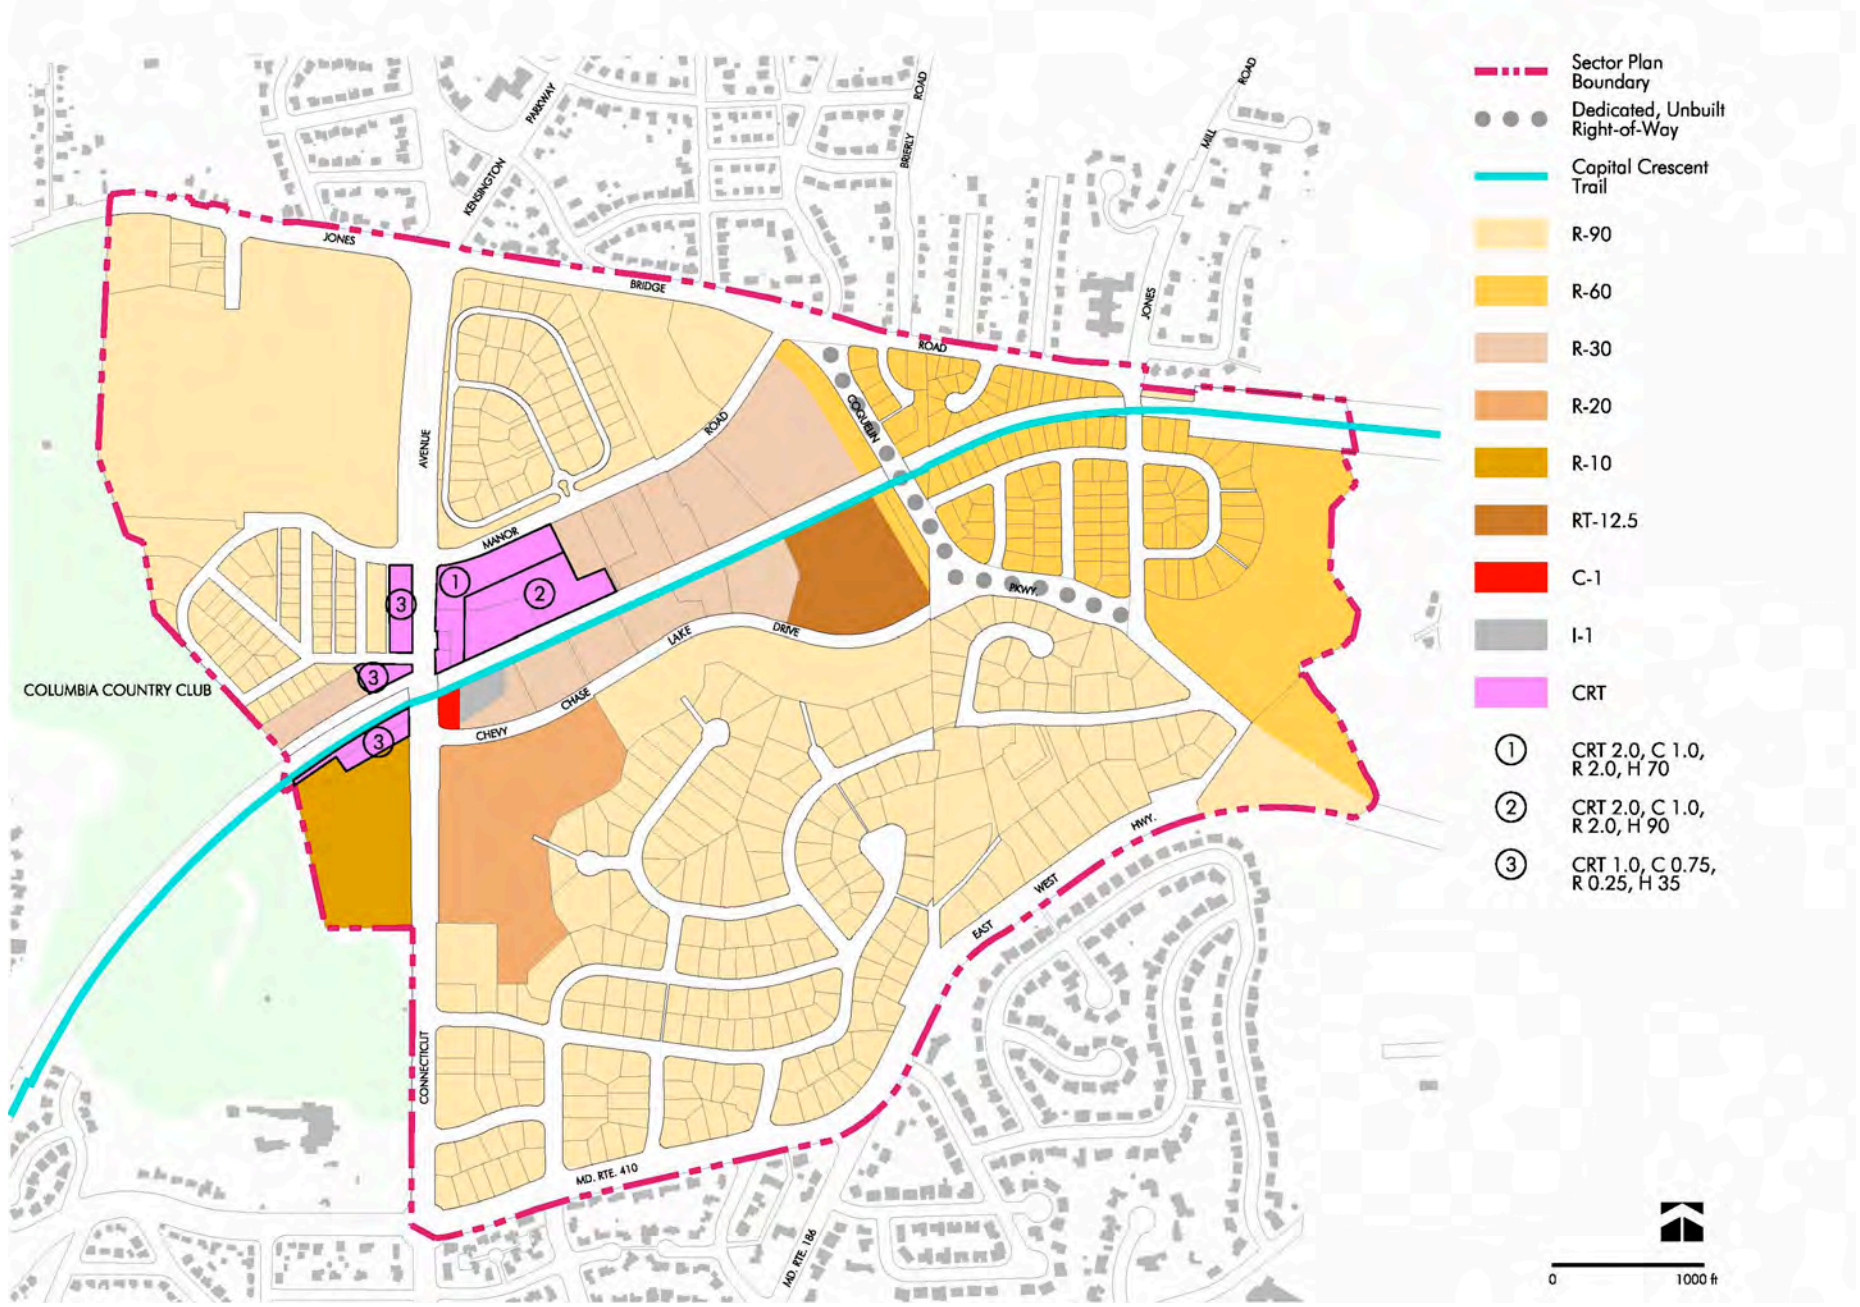 ROAD
PARKWAY
ROAD
KENSINGTON
BRIERLY
MILL
JONES
BRIDGE
ROAD
JONES
AVENUE
ROAD
COQUELIN
MANOR
1
2
3
PKWY.
LAKE
DRIVE
3
COLUMBIA COUNTRY CLUB
CHASE
CHEVY
3
HWY.
WEST
EAST
CONNECTICUT
MD. RTE. 410
MD. RTE. 186
Sector Plan
Boundary
Dedicated, Unbuilt
Right-of-Way
Capital Crescent
Trail
R-90
R-60
R-30
R-20
R-10
RT-12.5
C-1
I-1
CRT
1
CRT 2.0, C 1.0,
R 2.0, H 70
2
CRT 2.0, C 1.0,
R 2.0, H 90
3
CRT 1.0, C 0.75,
R 0.25, H 35
0 1000 ft